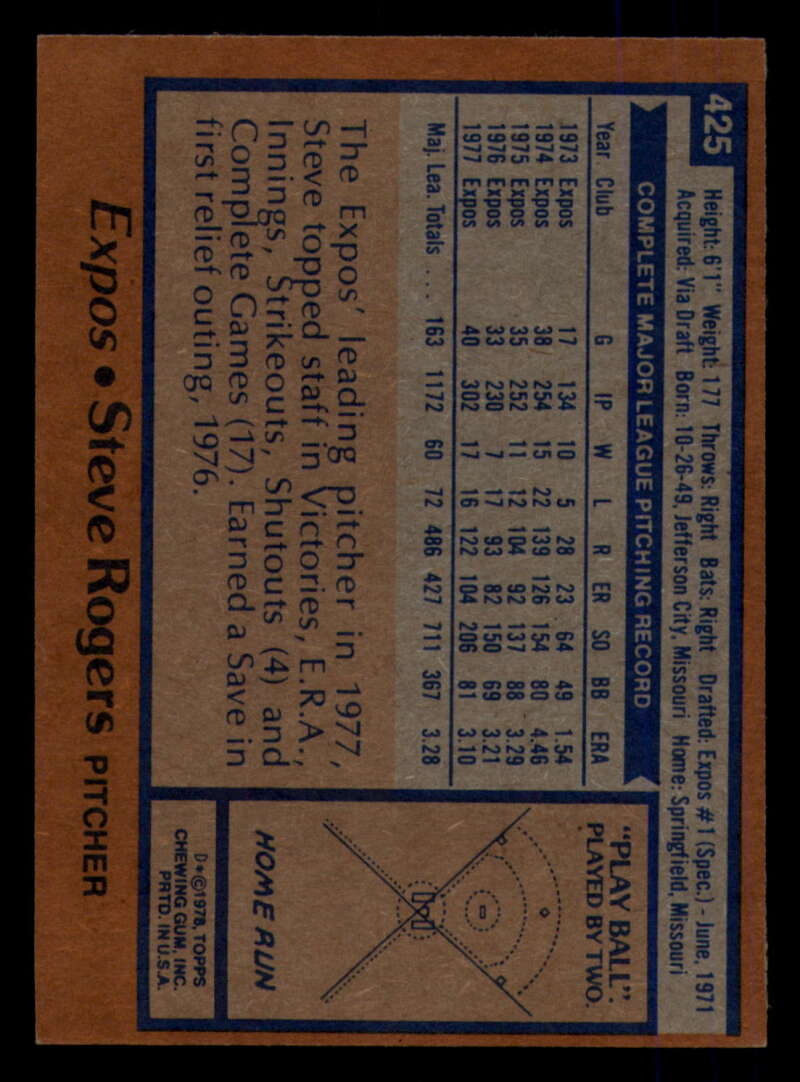 425
Height: 6'1" Weight: 177 Throws: Right Bats: Right Drafted: Expos #1 (Spec.) - June, 1971
Acquired: Via Draft Born: 10-26-49, Jefferson City, Missouri Home: Springfield, Missouri
COMPLETE MAJOR LEAGUE PITCHING RECORD
Year Club G IP W L R ER SO BB ERA
1973 Expos 17 134 10 5 28 23 64 49 1.54
1974 Expos 38 254 15 22 139 126 154 80 4.46
1975 Expos 35 252 11 12 104 92 137 88 3.29
1976 Expos 33 230 7 17 93 82 150 69 3.21
1977 Expos 40 302 17 16 122 104 206 81 3.10
Maj. Lea. Totals ... 163 1172 60 72 486 427 711 367 3.28
The Expos' leading pitcher in 1977,
Steve topped staff in Victories, E.R.A.,
Innings, Strikeouts, Shutouts (4) and
Complete Games (17). Earned a Save in
first relief outing, 1976.
"PLAY BALL".
PLAYED BY TWO.
HOME RUN
D*©1978, TOPPS
CHEWING GUM, INC.
PRTD. IN U.S.A.
Expos • Steve Rogers PITCHER